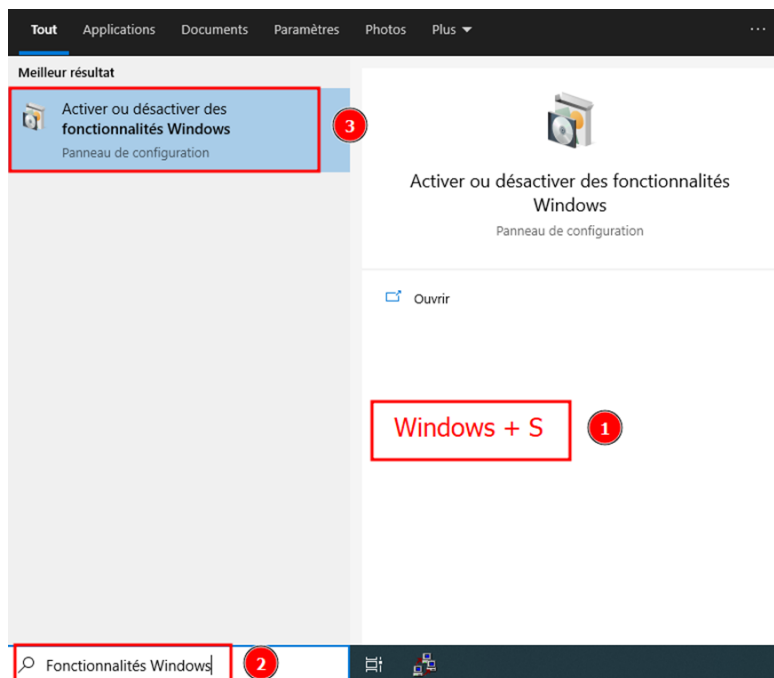 Tout Applications Documents Paramètres Photos Plus
Meilleur résultat
Activer ou désactiver des
fonctionnalités Windows
Panneau de configuration
3
Activer ou désactiver des fonctionnalités
Windows
Panneau de configuration
Ouvrir
Windows + S
1
Fonctionnalités Windows
2